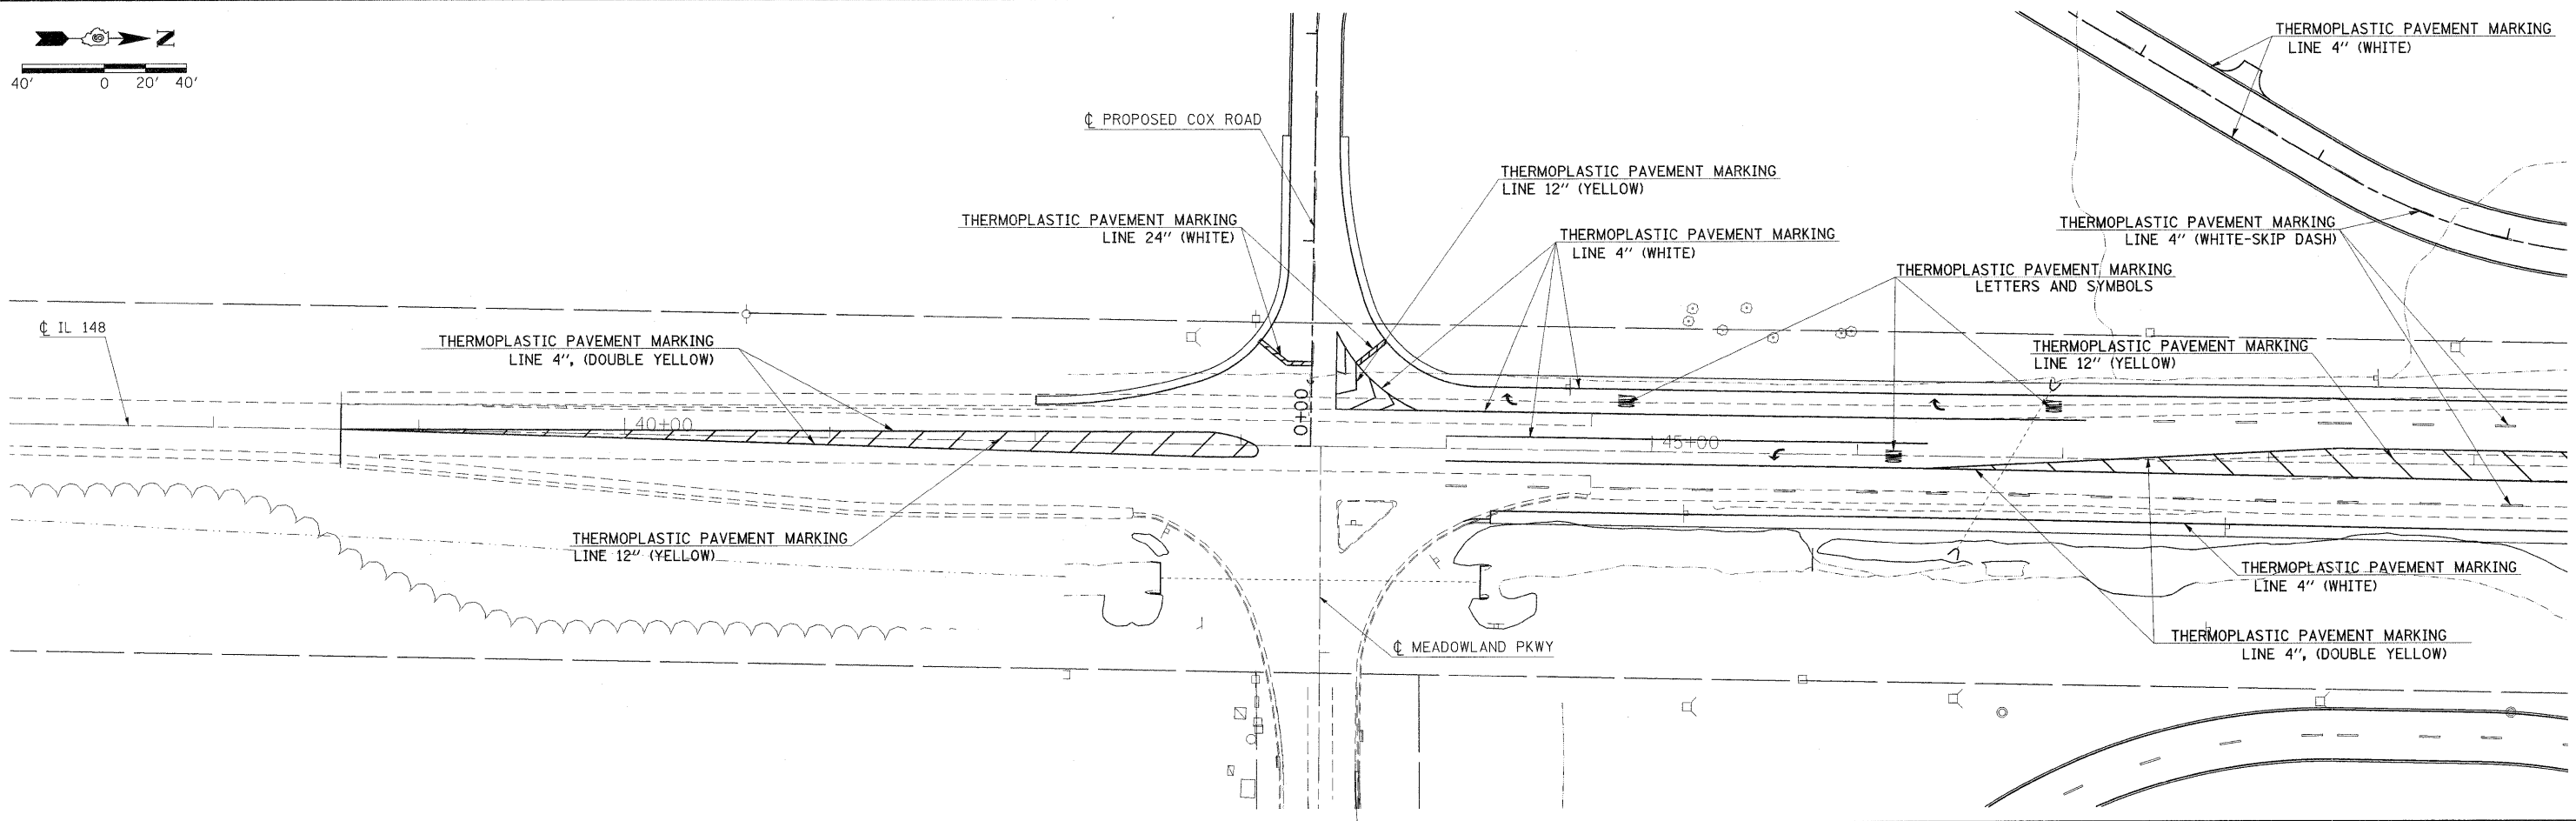 N
40' 0 20' 40'
THERMOPLASTIC PAVEMENT MARKING
LINE 4" (WHITE)
℄ PROPOSED COX ROAD
THERMOPLASTIC PAVEMENT MARKING
LINE 12" (YELLOW)
THERMOPLASTIC PAVEMENT MARKING
LINE 24" (WHITE)
THERMOPLASTIC PAVEMENT MARKING
LINE 4" (WHITE)
THERMOPLASTIC PAVEMENT MARKING
LINE 4" (WHITE-SKIP DASH)
THERMOPLASTIC PAVEMENT MARKING
LETTERS AND SYMBOLS
℄ IL 148
THERMOPLASTIC PAVEMENT MARKING
LINE 4", (DOUBLE YELLOW)
THERMOPLASTIC PAVEMENT MARKING
LINE 12" (YELLOW)
0+00
40+00
45+00
THERMOPLASTIC PAVEMENT MARKING
LINE 12" (YELLOW)
THERMOPLASTIC PAVEMENT MARKING
LINE 4" (WHITE)
℄ MEADOWLAND PKWY
THERMOPLASTIC PAVEMENT MARKING
LINE 4", (DOUBLE YELLOW)